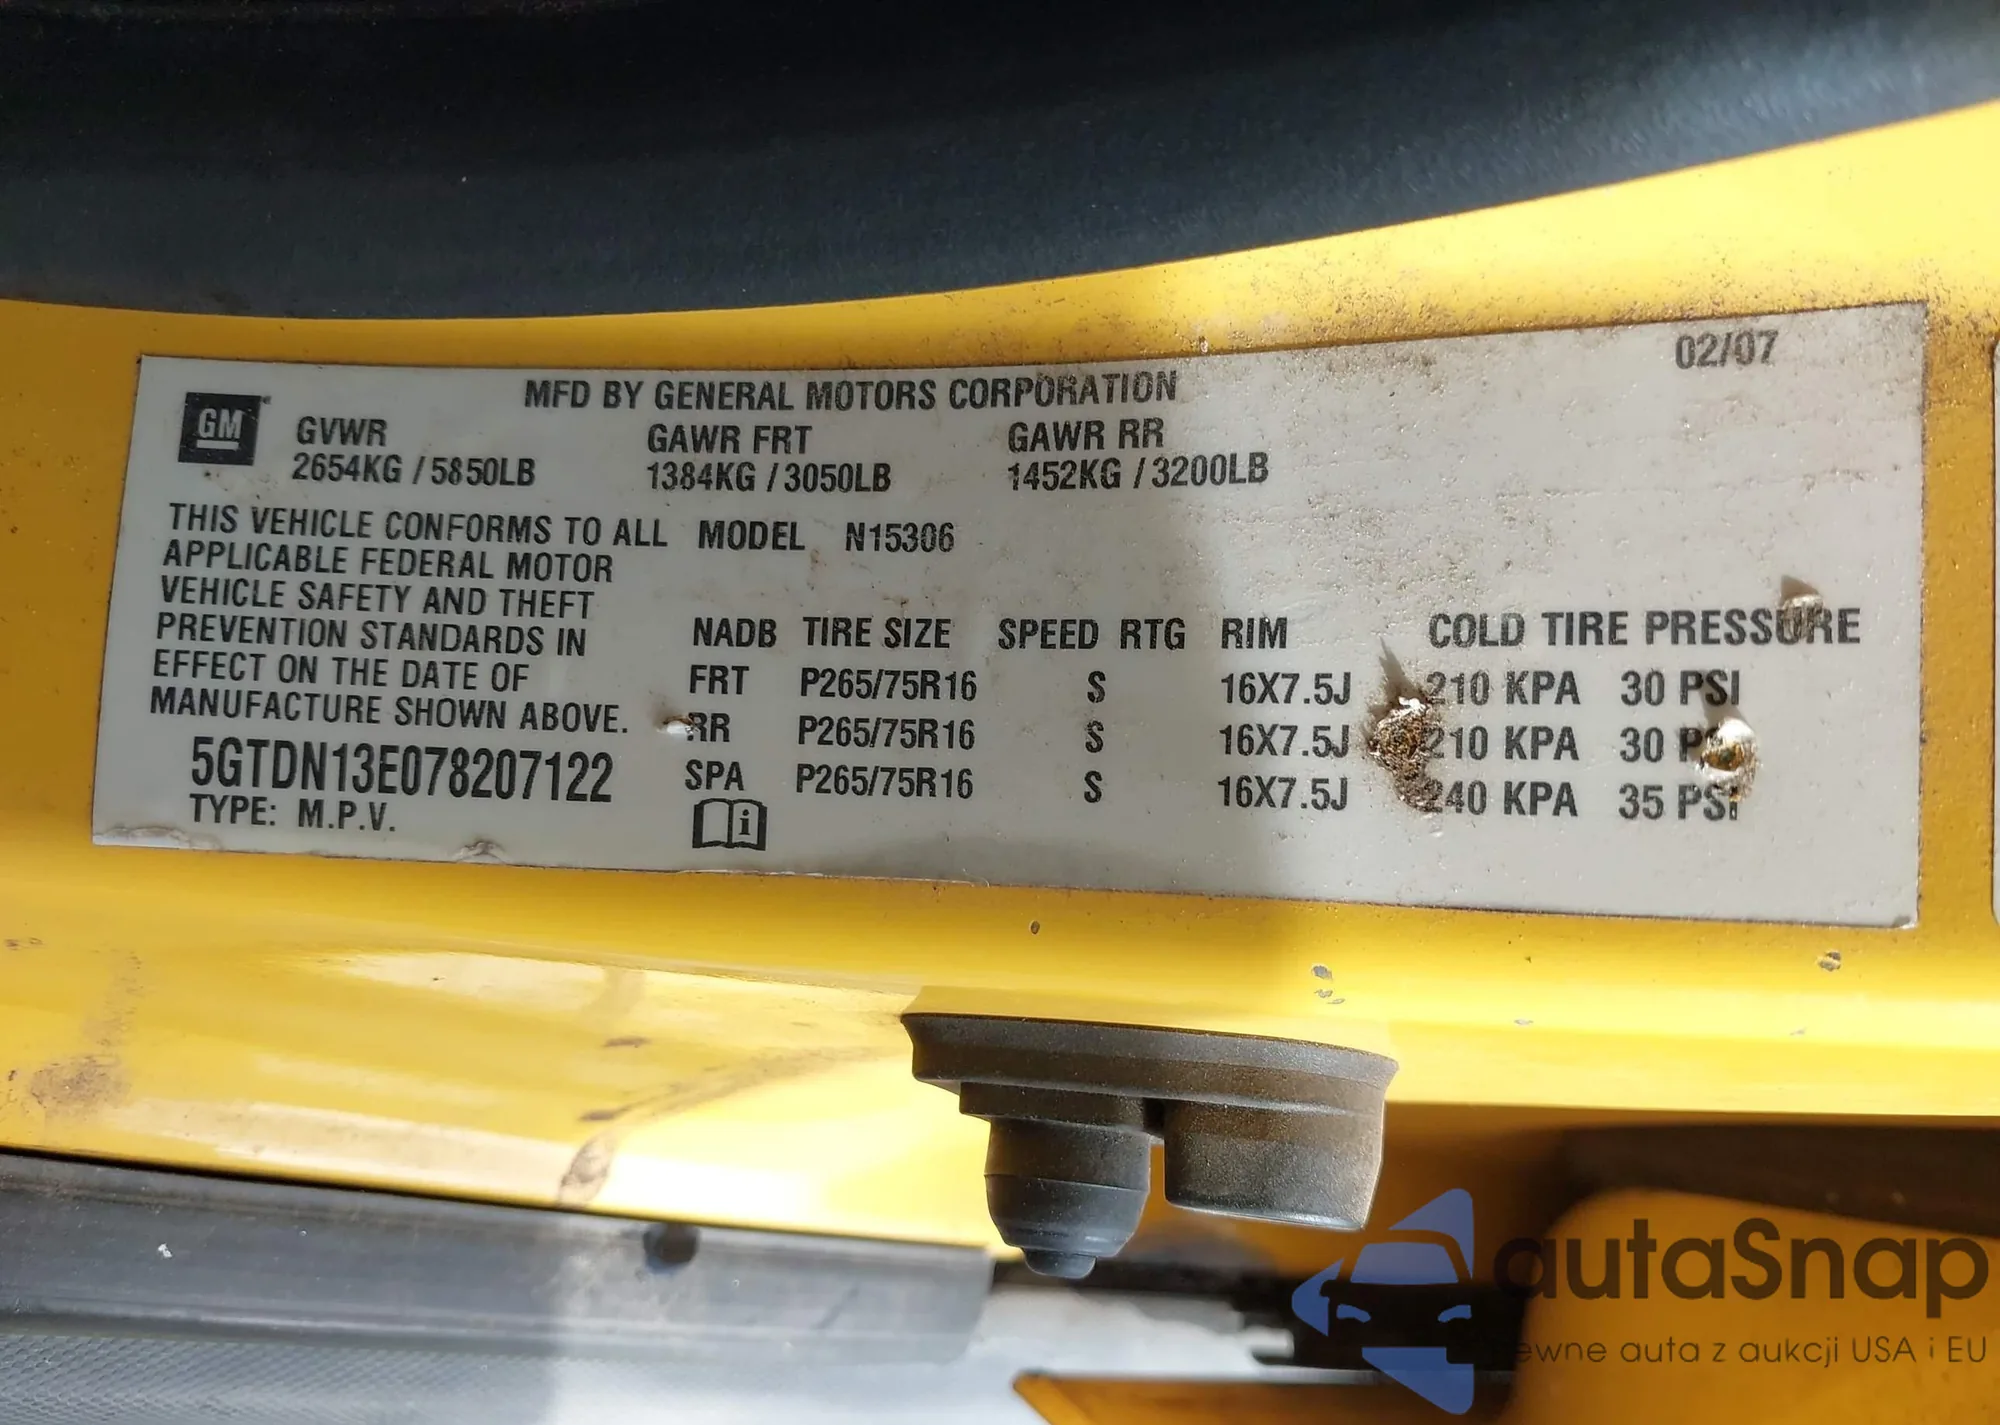 02/07
MFD BY GENERAL MOTORS CORPORATION
GM
GVWR GAWR FRT GAWR RR
2654KG / 5850LB 1384KG / 3050LB 1452KG / 3200LB
THIS VEHICLE CONFORMS TO ALL
APPLICABLE FEDERAL MOTOR
VEHICLE SAFETY AND THEFT
PREVENTION STANDARDS IN
EFFECT ON THE DATE OF
MANUFACTURE SHOWN ABOVE.
5GTDN13E078207122
TYPE: M.P.V.
MODEL N15306
NADB TIRE SIZE SPEED RTG RIM COLD TIRE PRESSURE
FRT P265/75R16 S 16X7.5J 210 KPA 30 PSI
RR P265/75R16 S 16X7.5J 210 KPA 30 PSI
SPA P265/75R16 S 16X7.5J 240 KPA 35 PSI
i
autaSnap
auta z aukcji USA i EU